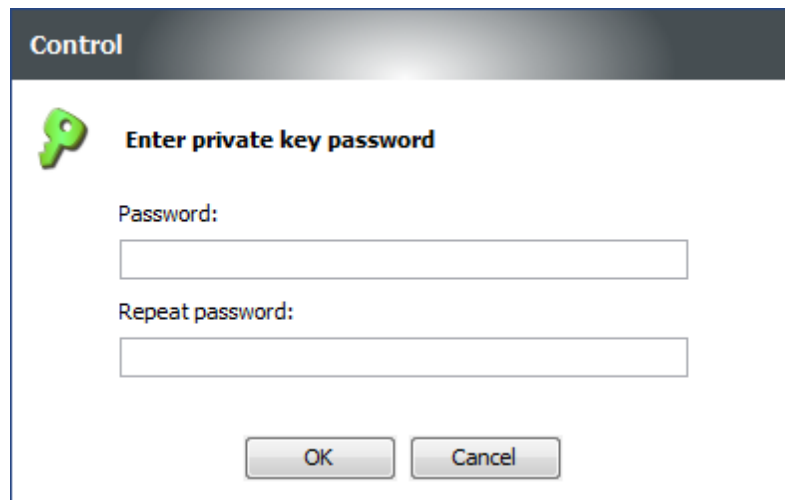 Control
Enter private key password
Password:
Repeat password:
OK Cancel